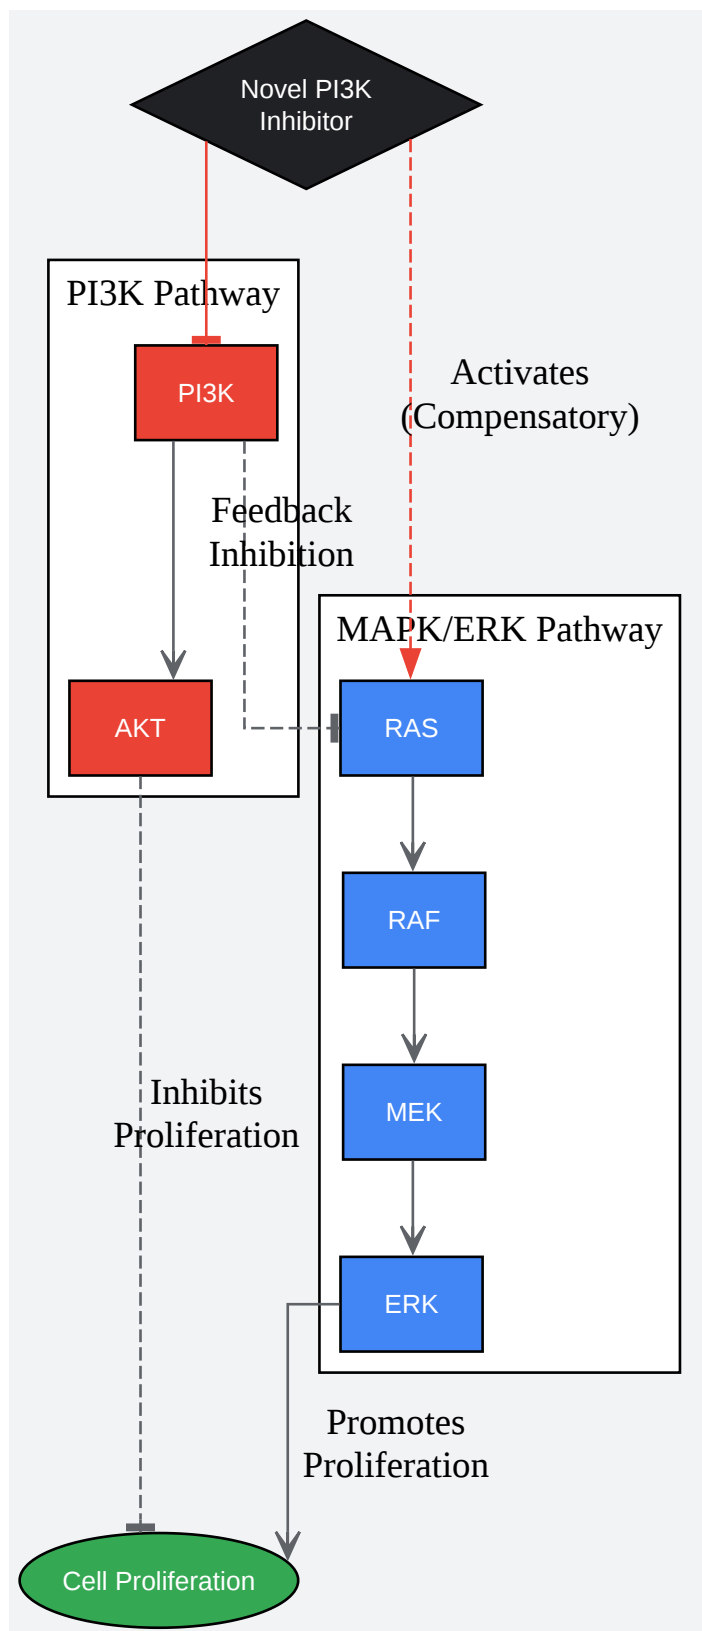 Novel PI3K
Inhibitor
PI3K Pathway
PI3K
Activates
(Compensatory)
Feedback
Inhibition
MAPK/ERK Pathway
AKT
RAS
RAF
MEK
Inhibits
Proliferation
ERK
Promotes
Proliferation
Cell Proliferation